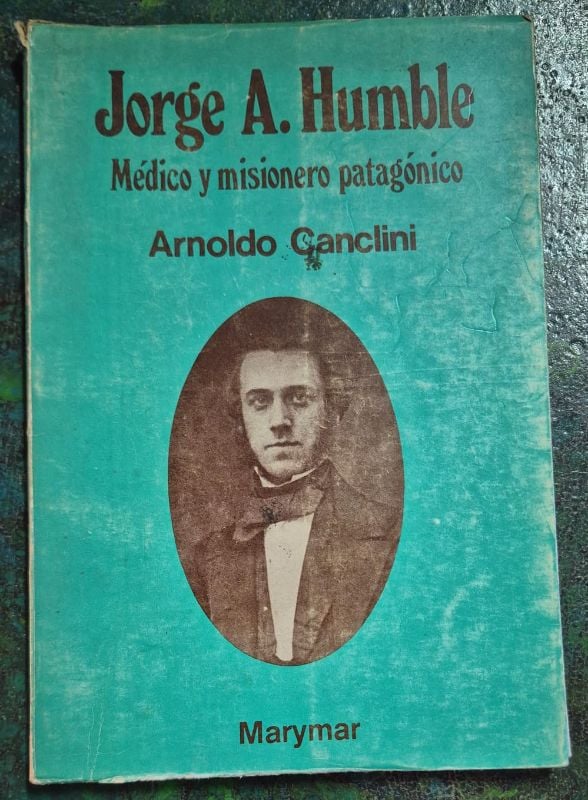 Jorge A. Humble
Médico y misionero patagónico
Arnoldo Canclini
Marymar